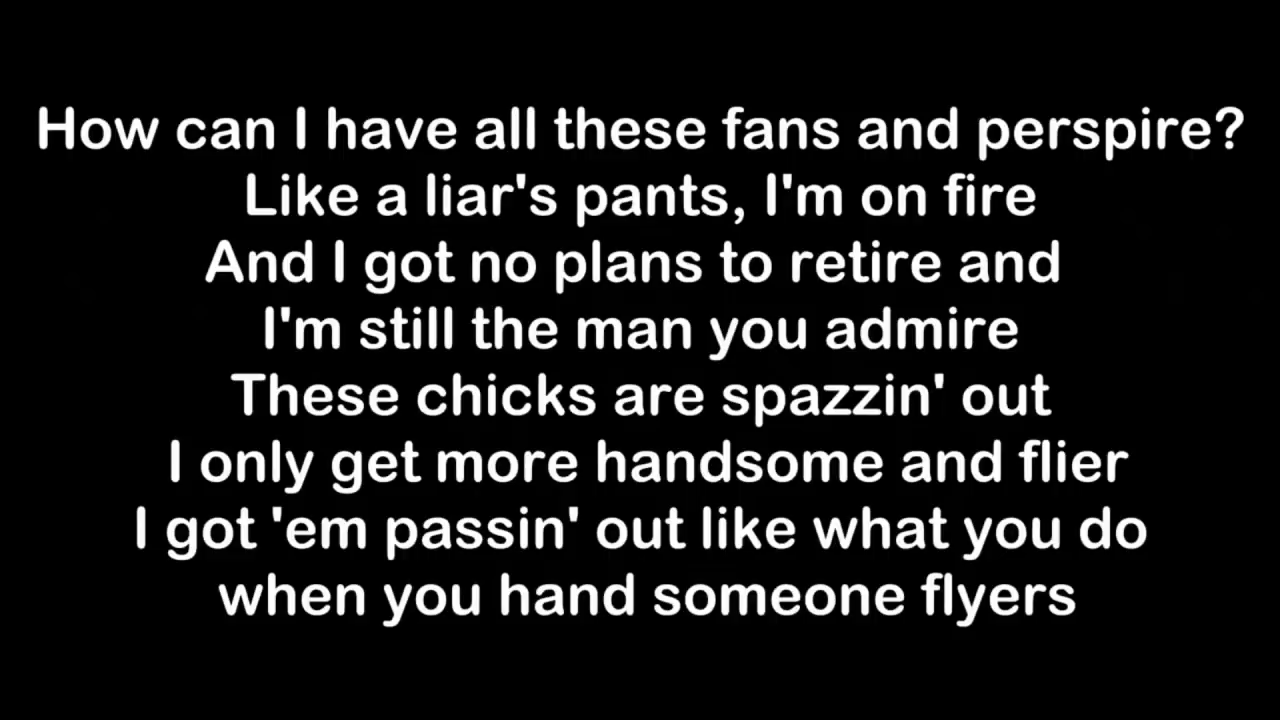 How can I have all these fans and perspire?
Like a liar's pants, I'm on fire
And I got no plans to retire and
I'm still the man you admire
These chicks are spazzin' out
I only get more handsome and flier
I got 'em passin' out like what you do
when you hand someone flyers